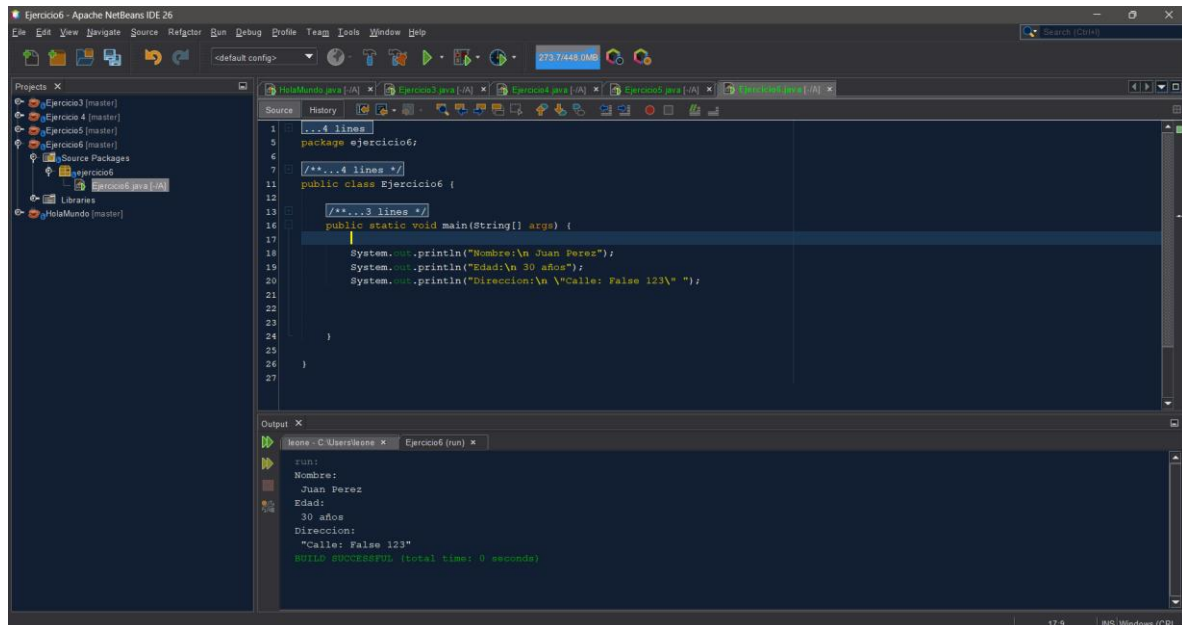 Ejercicio6 - Apache NetBeans IDE 26
File Edit View Navigate Source Refactor Run Debug Profile Team Tools Window Help
Search (Ctrl+I)
<default config>
273.7/448.0MB
Projects
Ejercicio3 [master]
Ejercicio 4 [master]
Ejercicio5 [master]
Ejercicio6 [master]
Source Packages
ejercicio6
Ejercicio6.java [-/A]
Libraries
HolaMundo [master]
HolaMundo.java [-/A] Ejercicio3.java [-/A] Ejercicio4.java [-/A] Ejercicio5.java [-/A] Ejercicio6.java [-/A]
Source History
1 ...4 lines
5 package ejercicio6;
6
7 /**...4 lines */
11 public class Ejercicio6 {
12
13 /**...3 lines */
16 public static void main(String[] args) {
17
18 System.out.println("Nombre:\n Juan Perez");
19 System.out.println("Edad:\n 30 años");
20 System.out.println("Direccion:\n \"Calle: False 123\" ");
21
22
23
24 }
25
26 }
27
Output
leone - C:\Users\leone Ejercicio6 (run)
run:
Nombre:
Juan Perez
Edad:
30 años
Direccion:
"Calle: False 123"
BUILD SUCCESSFUL (total time: 0 seconds)
17:9 INS Windows (CRL